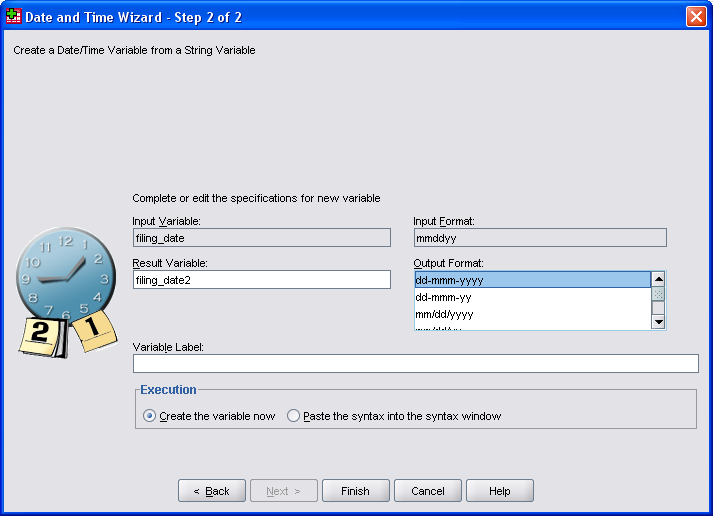 Date and Time Wizard - Step 2 of 2
Create a Date/Time Variable from a String Variable
Complete or edit the specifications for new variable
Input Variable: Input Format:
filing_date mmddyy
Result Variable: Output Format:
filing_date2 dd-mmm-yyyy
dd-mmm-yy
mm/dd/yyyy
mm/dd/yy
12 1 2 3 4 5 6 7 8 9 10 11
2 1
Variable Label:
Execution
Create the variable now Paste the syntax into the syntax window
< Back Next > Finish Cancel Help